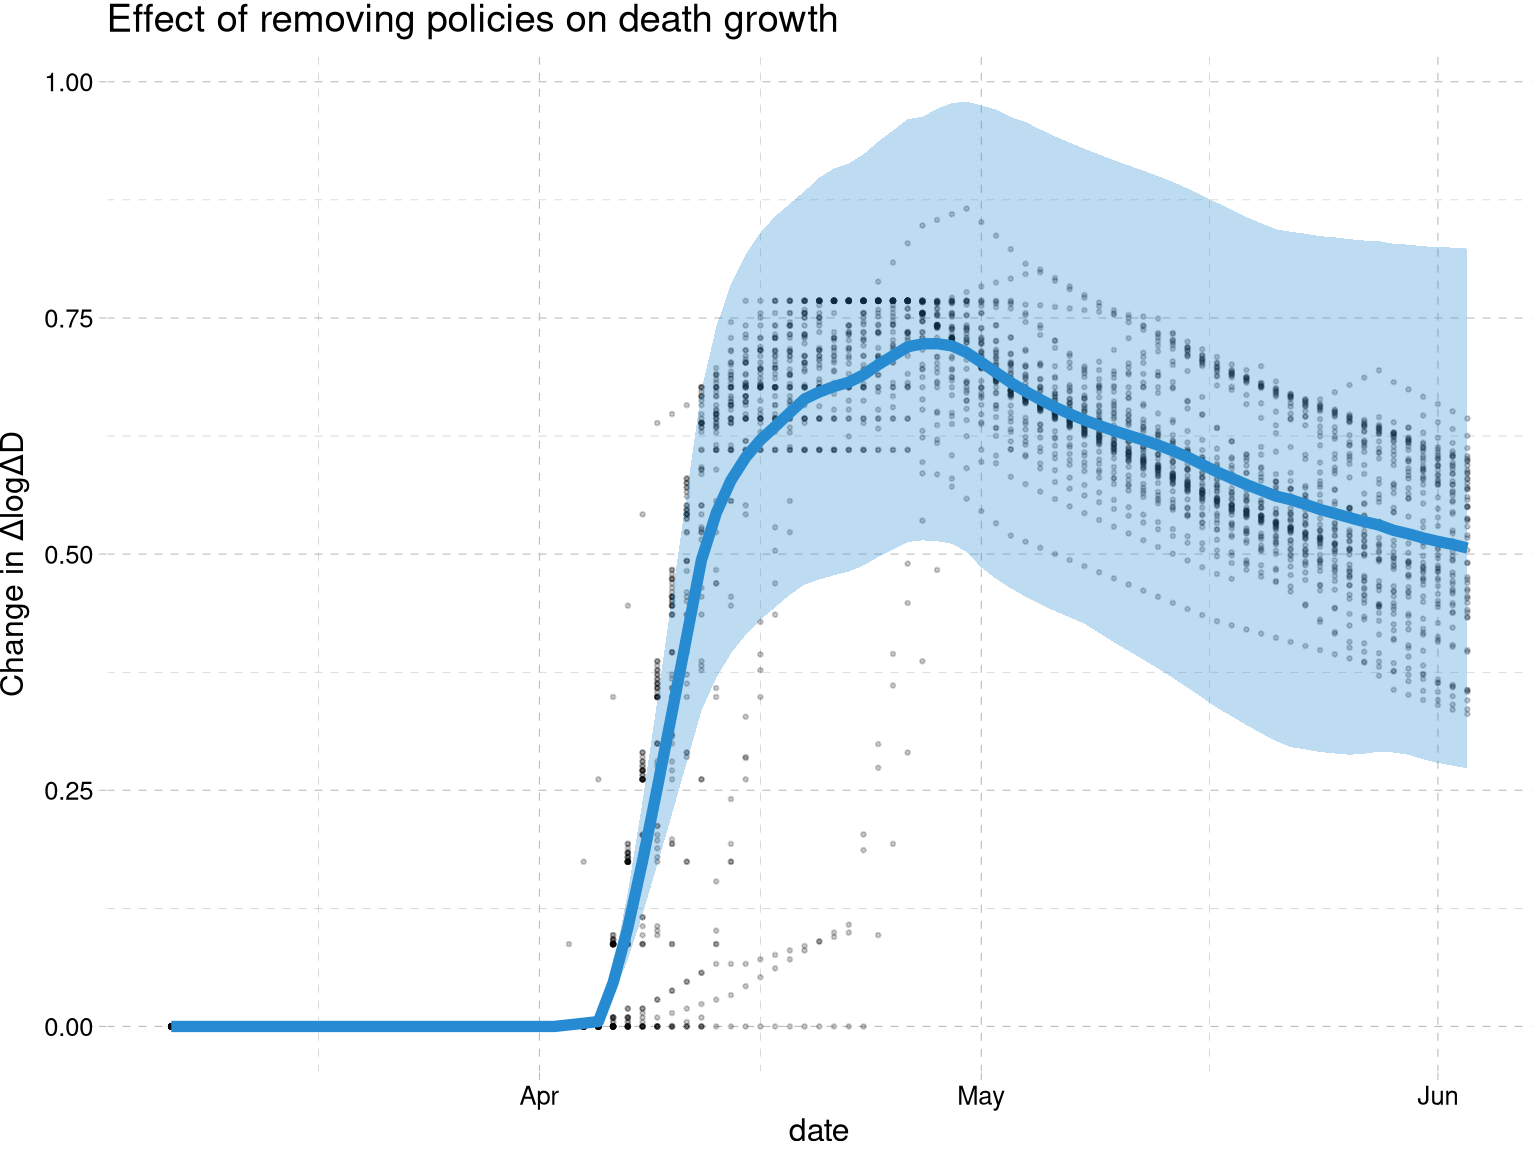 Effect of removing policies on death growth
Change in ΔlogΔD
1.00
0.75
0.50
0.25
0.00
Apr May Jun
date